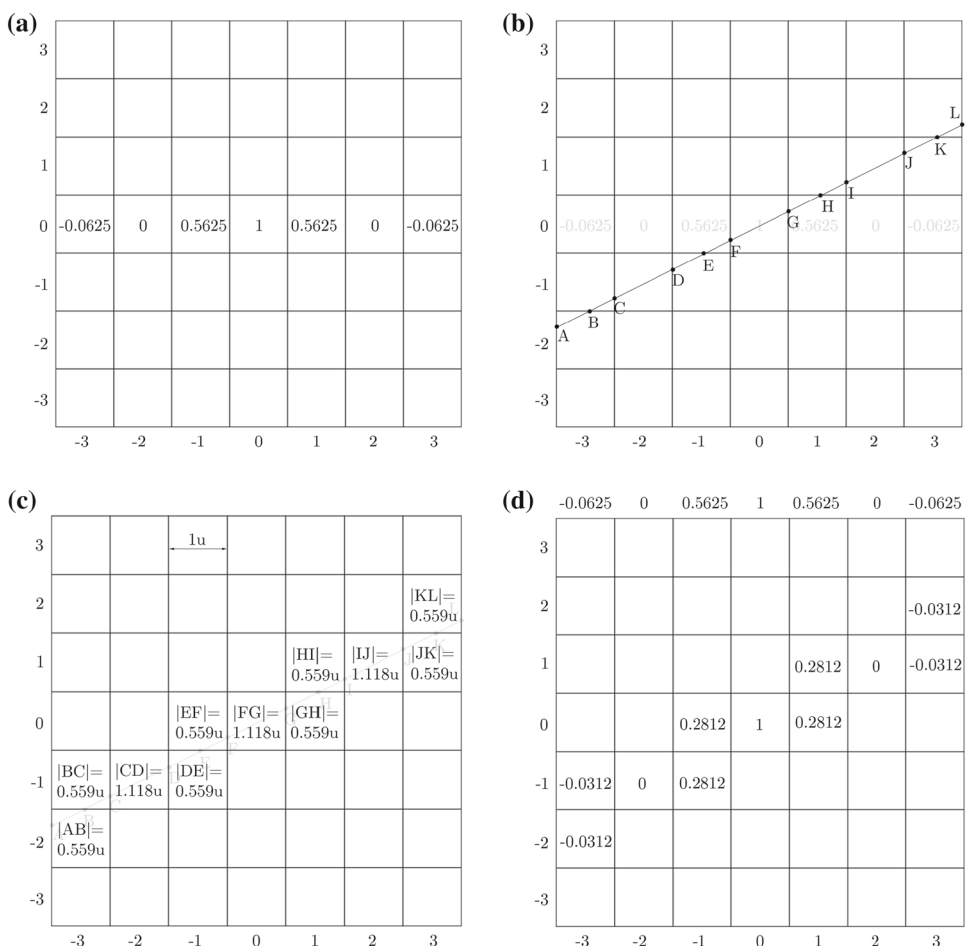 (a)
3
2
1
0 -0.0625 0 0.5625 1 0.5625 0 -0.0625
-1
-2
-3
-3 -2 -1 0 1 2 3
(b)
3
2
L
K
1
J
I
H
0 -0.0625 0 0.5625 1 0.5625 0 -0.0625
G
F
E
-1
D
C
B
A
-2
-3
-3 -2 -1 0 1 2 3
(c)
1u
3
2
|KL|=
0.559u
1
|HI|= |IJ|= |JK|=
0.559u 1.118u 0.559u
0
|EF|= |FG|= |GH|=
0.559u 1.118u 0.559u
-1
|BC|= |CD|= |DE|=
0.559u 1.118u 0.559u
-2
|AB|=
0.559u
-3
-3 -2 -1 0 1 2 3
(d)
-0.0625 0 0.5625 1 0.5625 0 -0.0625
3
2 -0.0312
1 0.2812 0 -0.0312
0 0.2812 1 0.2812
-1 -0.0312 0 0.2812
-2 -0.0312
-3
-3 -2 -1 0 1 2 3